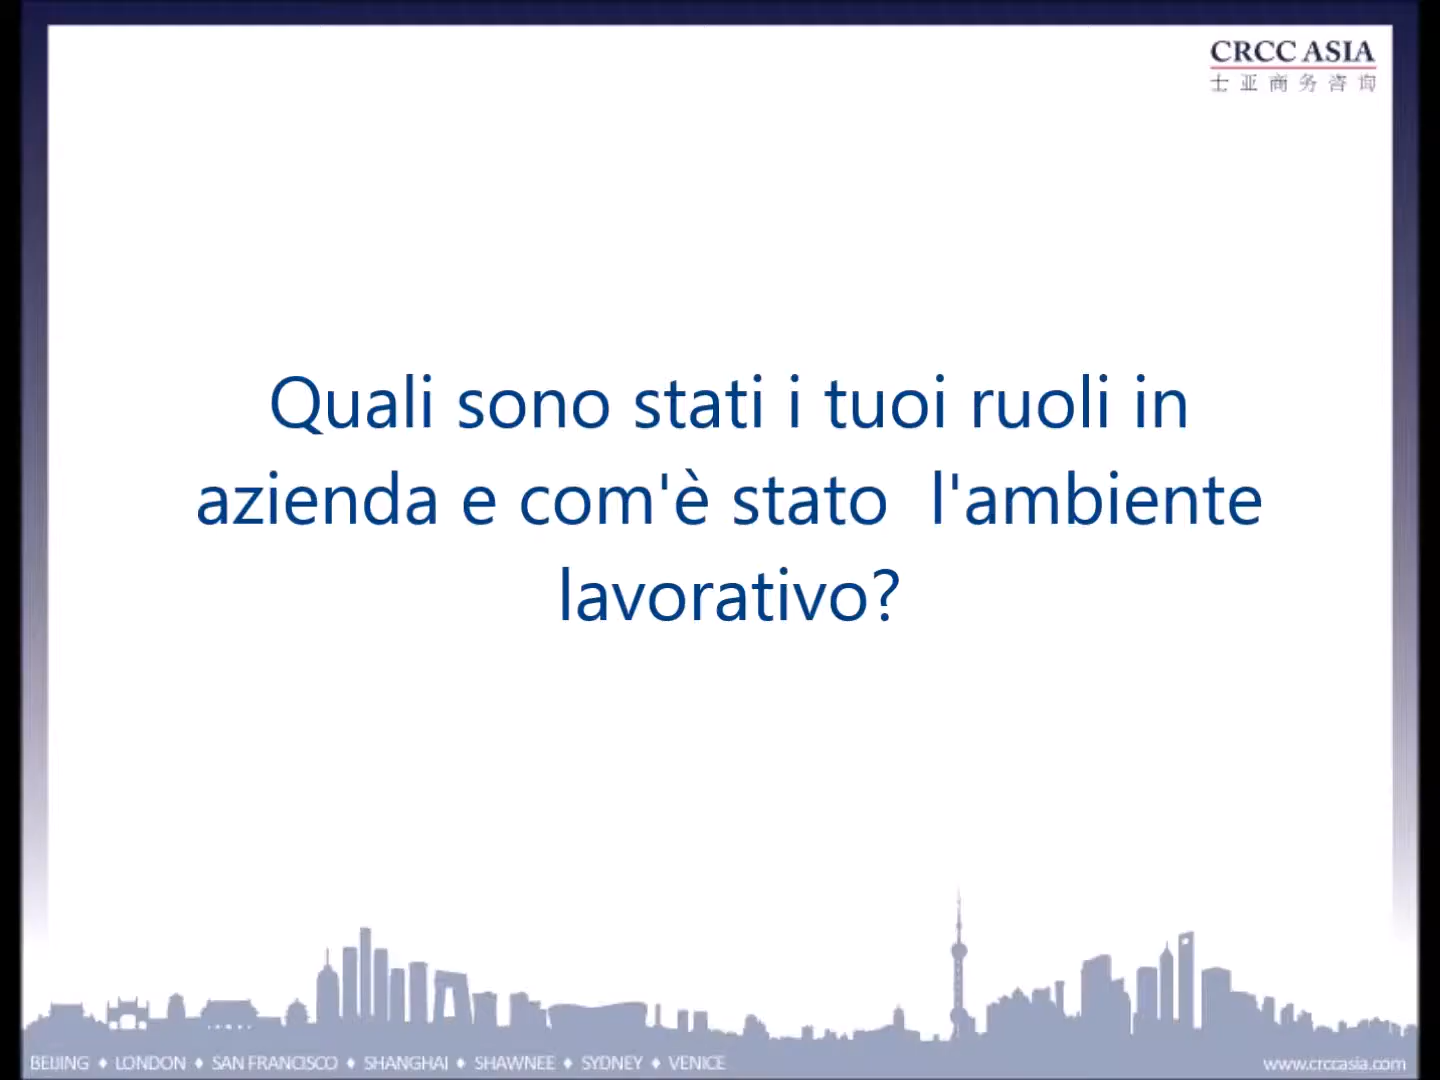 CRCC ASIA
士亚商务咨询
Quali sono stati i tuoi ruoli in
azienda e com'è stato  l'ambiente
lavorativo?
BEIJING ♦ LONDON ♦ SAN FRANCISCO ♦ SHANGHAI ♦ SHAWNEE ♦ SYDNEY ♦ VENICE
www.crccasia.com